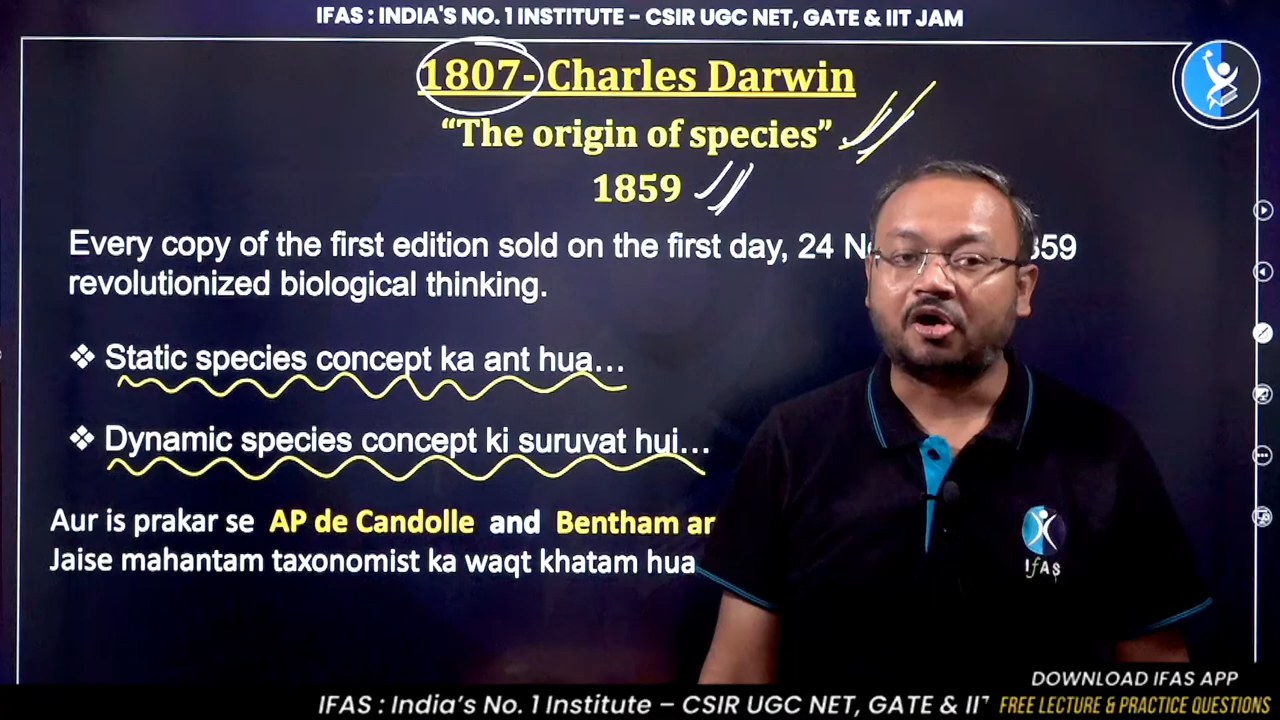 IFAS : INDIA'S NO. 1 INSTITUTE – CSIR UGC NET, GATE & IIT JAM
1807- Charles Darwin
“The origin of species”
1859
Every copy of the first edition sold on the first day, 24
revolutionized biological thinking.
❖ Static species concept ka ant hua...
❖ Dynamic species concept ki suruvat hui...
Aur is prakar se AP de Candolle and Bentham
Jaise mahantam taxonomist ka waqt khatam hua
IFAS
DOWNLOAD IFAS APP
IFAS : India’s No. 1 Institute – CSIR UGC NET, GATE &
FREE LECTURE & PRACTICE QUESTIONS